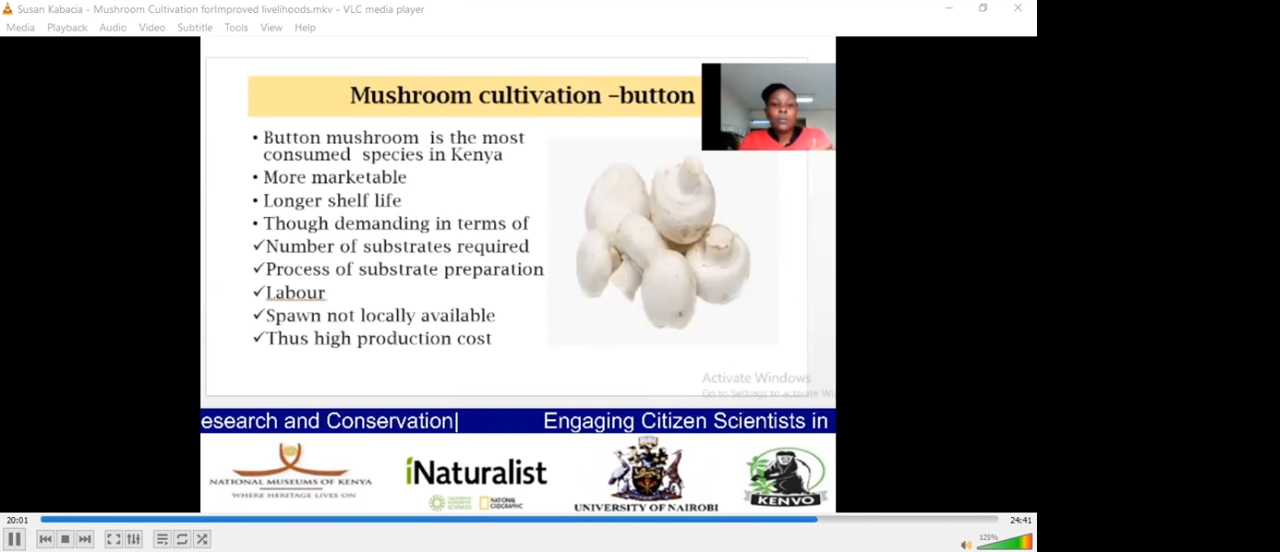 Susan Kabacia - Mushroom Cultivation forImproved livelihoods.mkv - VLC media player
Media Playback Audio Video Subtitle Tools View Help
Mushroom cultivation –button
• Button mushroom is the most
consumed species in Kenya
• More marketable
• Longer shelf life
• Though demanding in terms of
✓Number of substrates required
✓Process of substrate preparation
✓Labour
✓Spawn not locally available
✓Thus high production cost
Activate Windows
Go to Settings to activate Wi
esearch and Conservation| Engaging Citizen Scientists in
NATIONAL MUSEUMS OF KENYA
WHERE HERITAGE LIVES ON
iNaturalist
CALIFORNIA ACADEMY OF SCIENCES
NATIONAL GEOGRAPHIC
UNIVERSITY OF NAIROBI
KENVO
20:01 24:41
125%